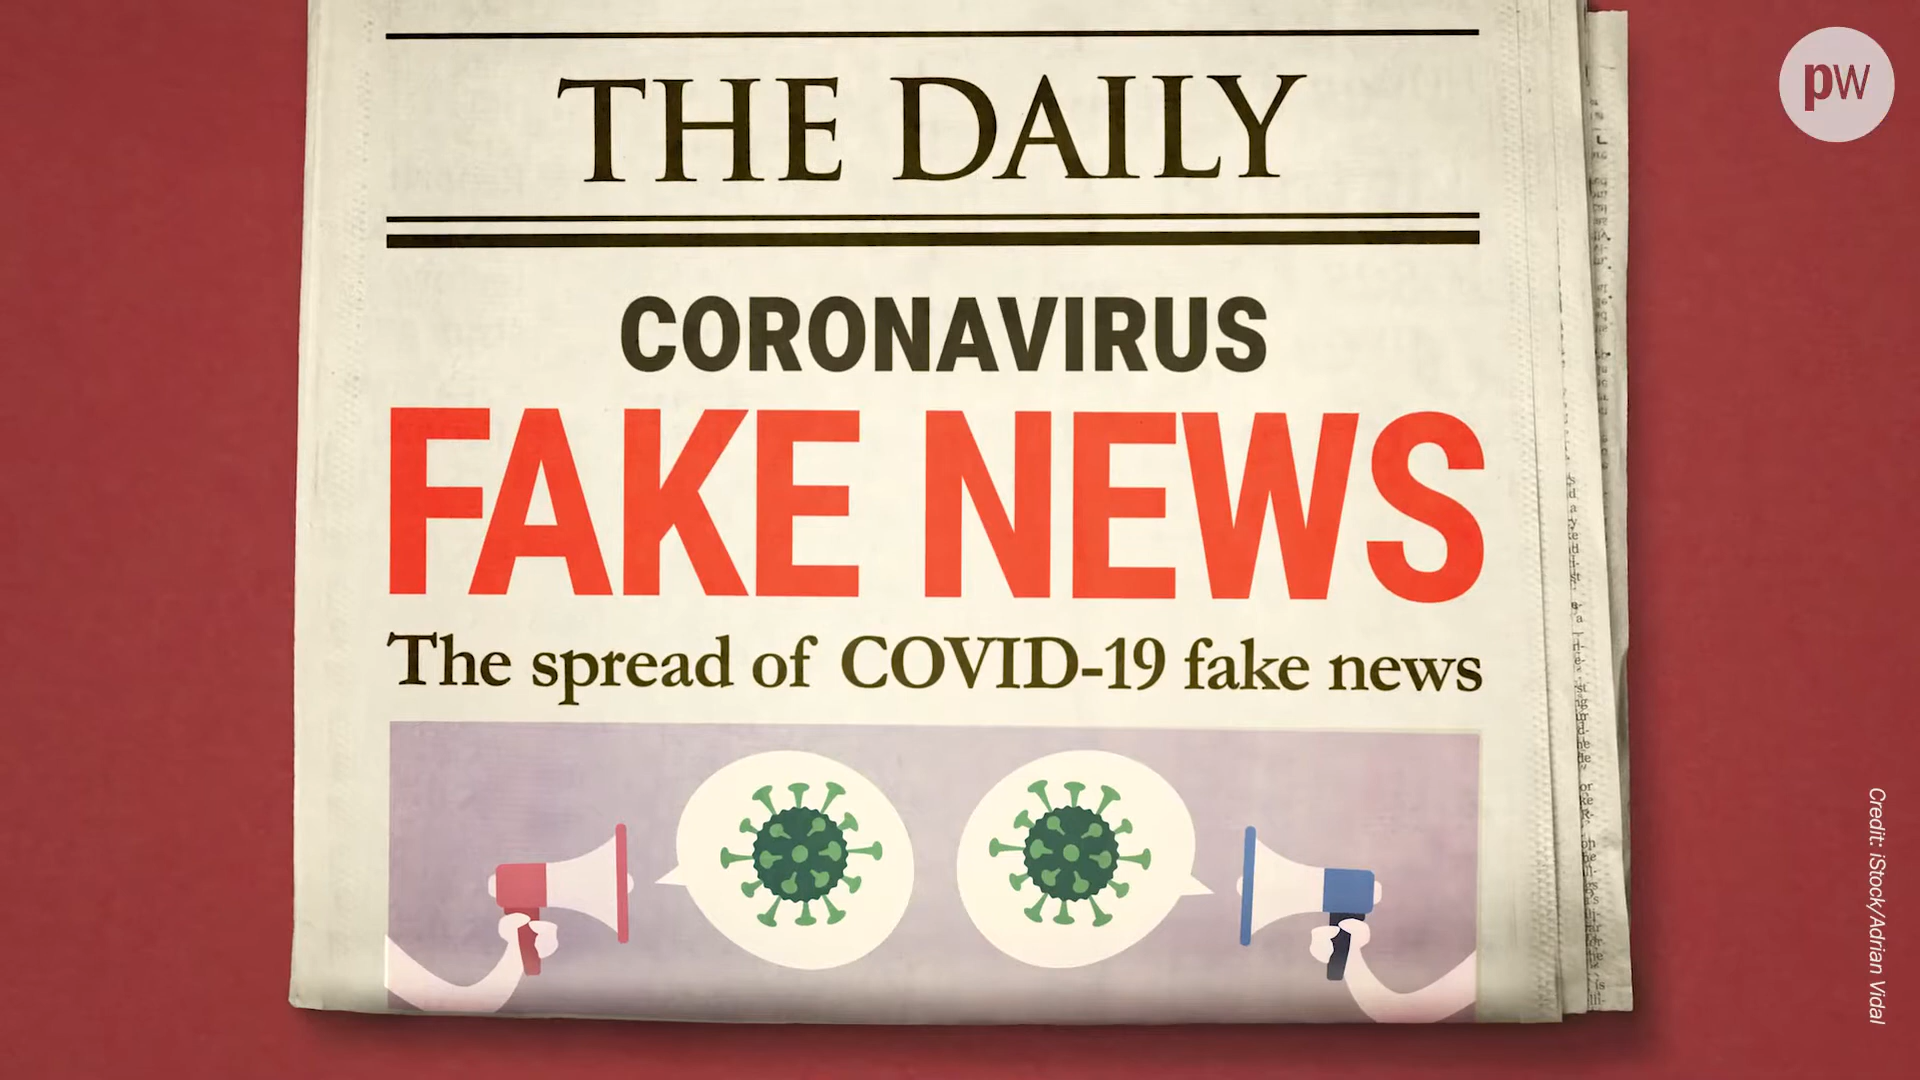 THE DAILY
pw
CORONAVIRUS
FAKE NEWS
The spread of COVID-19 fake news
Credit: iStock/Adrian Vidal